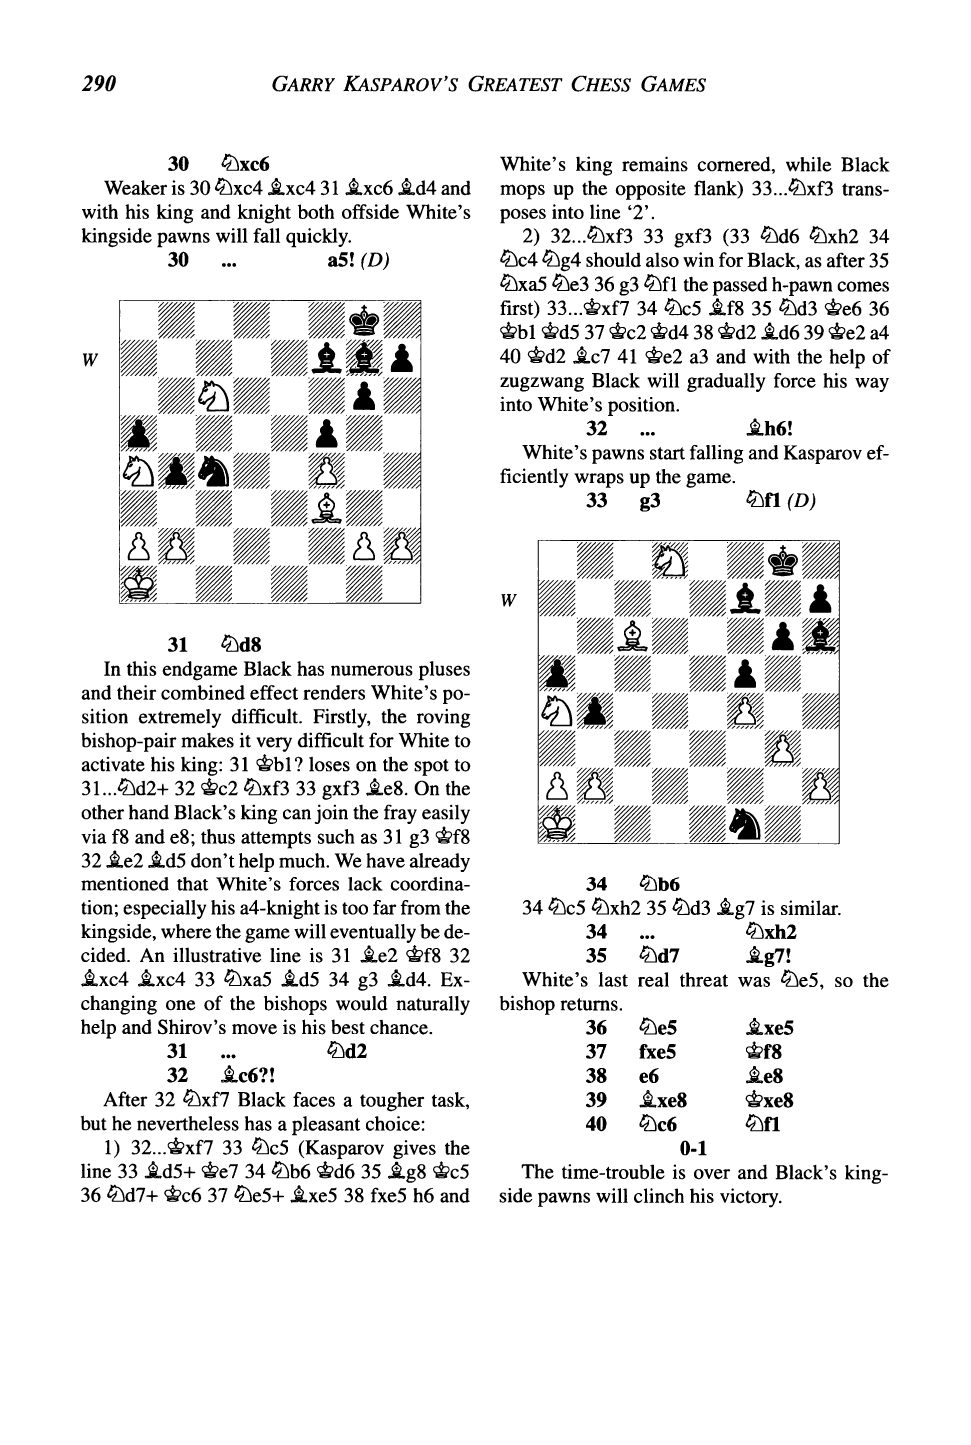 290
GARRY KASPAROV'S GREATEST CHESS GAMES
30 ♘xc6
Weaker is 30 ♘xc4 ♗xc4 31 ♗xc6 ♗d4 and
with his king and knight both offside White's
kingside pawns will fall quickly.
30 ... a5! (D)
W
31 ♘d8
In this endgame Black has numerous pluses
and their combined effect renders White's po-
sition extremely difficult. Firstly, the roving
bishop-pair makes it very difficult for White to
activate his king: 31 ♔b1? loses on the spot to
31...♘d2+ 32 ♔c2 ♘xf3 33 gxf3 ♗e8. On the
other hand Black's king can join the fray easily
via f8 and e8; thus attempts such as 31 g3 ♔f8
32 ♗e2 ♗d5 don't help much. We have already
mentioned that White's forces lack coordina-
tion; especially his a4-knight is too far from the
kingside, where the game will eventually be de-
cided. An illustrative line is 31 ♗e2 ♔f8 32
♗xc4 ♗xc4 33 ♘xa5 ♗d5 34 g3 ♗d4. Ex-
changing one of the bishops would naturally
help and Shirov's move is his best chance.
31 ... ♘d2
32 ♗c6?!
After 32 ♘xf7 Black faces a tougher task,
but he nevertheless has a pleasant choice:
1) 32...♔xf7 33 ♘c5 (Kasparov gives the
line 33 ♗d5+ ♔e7 34 ♘b6 ♔d6 35 ♗g8 ♔c5
36 ♘d7+ ♔c6 37 ♘e5+ ♗xe5 38 fxe5 h6 and
White's king remains cornered, while Black
mops up the opposite flank) 33...♘xf3 trans-
poses into line '2'.
2) 32...♘xf3 33 gxf3 (33 ♘d6 ♘xh2 34
♘c4 ♘g4 should also win for Black, as after 35
♘xa5 ♘e3 36 g3 ♘f1 the passed h-pawn comes
first) 33...♔xf7 34 ♘c5 ♗f8 35 ♘d3 ♔e6 36
♔b1 ♔d5 37 ♔c2 ♔d4 38 ♔d2 ♗d6 39 ♔e2 a4
40 ♔d2 ♗c7 41 ♔e2 a3 and with the help of
zugzwang Black will gradually force his way
into White's position.
32 ... ♗h6!
White's pawns start falling and Kasparov ef-
ficiently wraps up the game.
33 g3 ♘f1 (D)
W
34 ♘b6
34 ♘c5 ♘xh2 35 ♘d3 ♗g7 is similar.
34 ... ♘xh2
35 ♘d7 ♗g7!
White's last real threat was ♘e5, so the
bishop returns.
36 ♘e5 ♗xe5
37 fxe5 ♔f8
38 e6 ♗e8
39 ♗xe8 ♔xe8
40 ♘c6 ♘f1
0-1
The time-trouble is over and Black's king-
side pawns will clinch his victory.